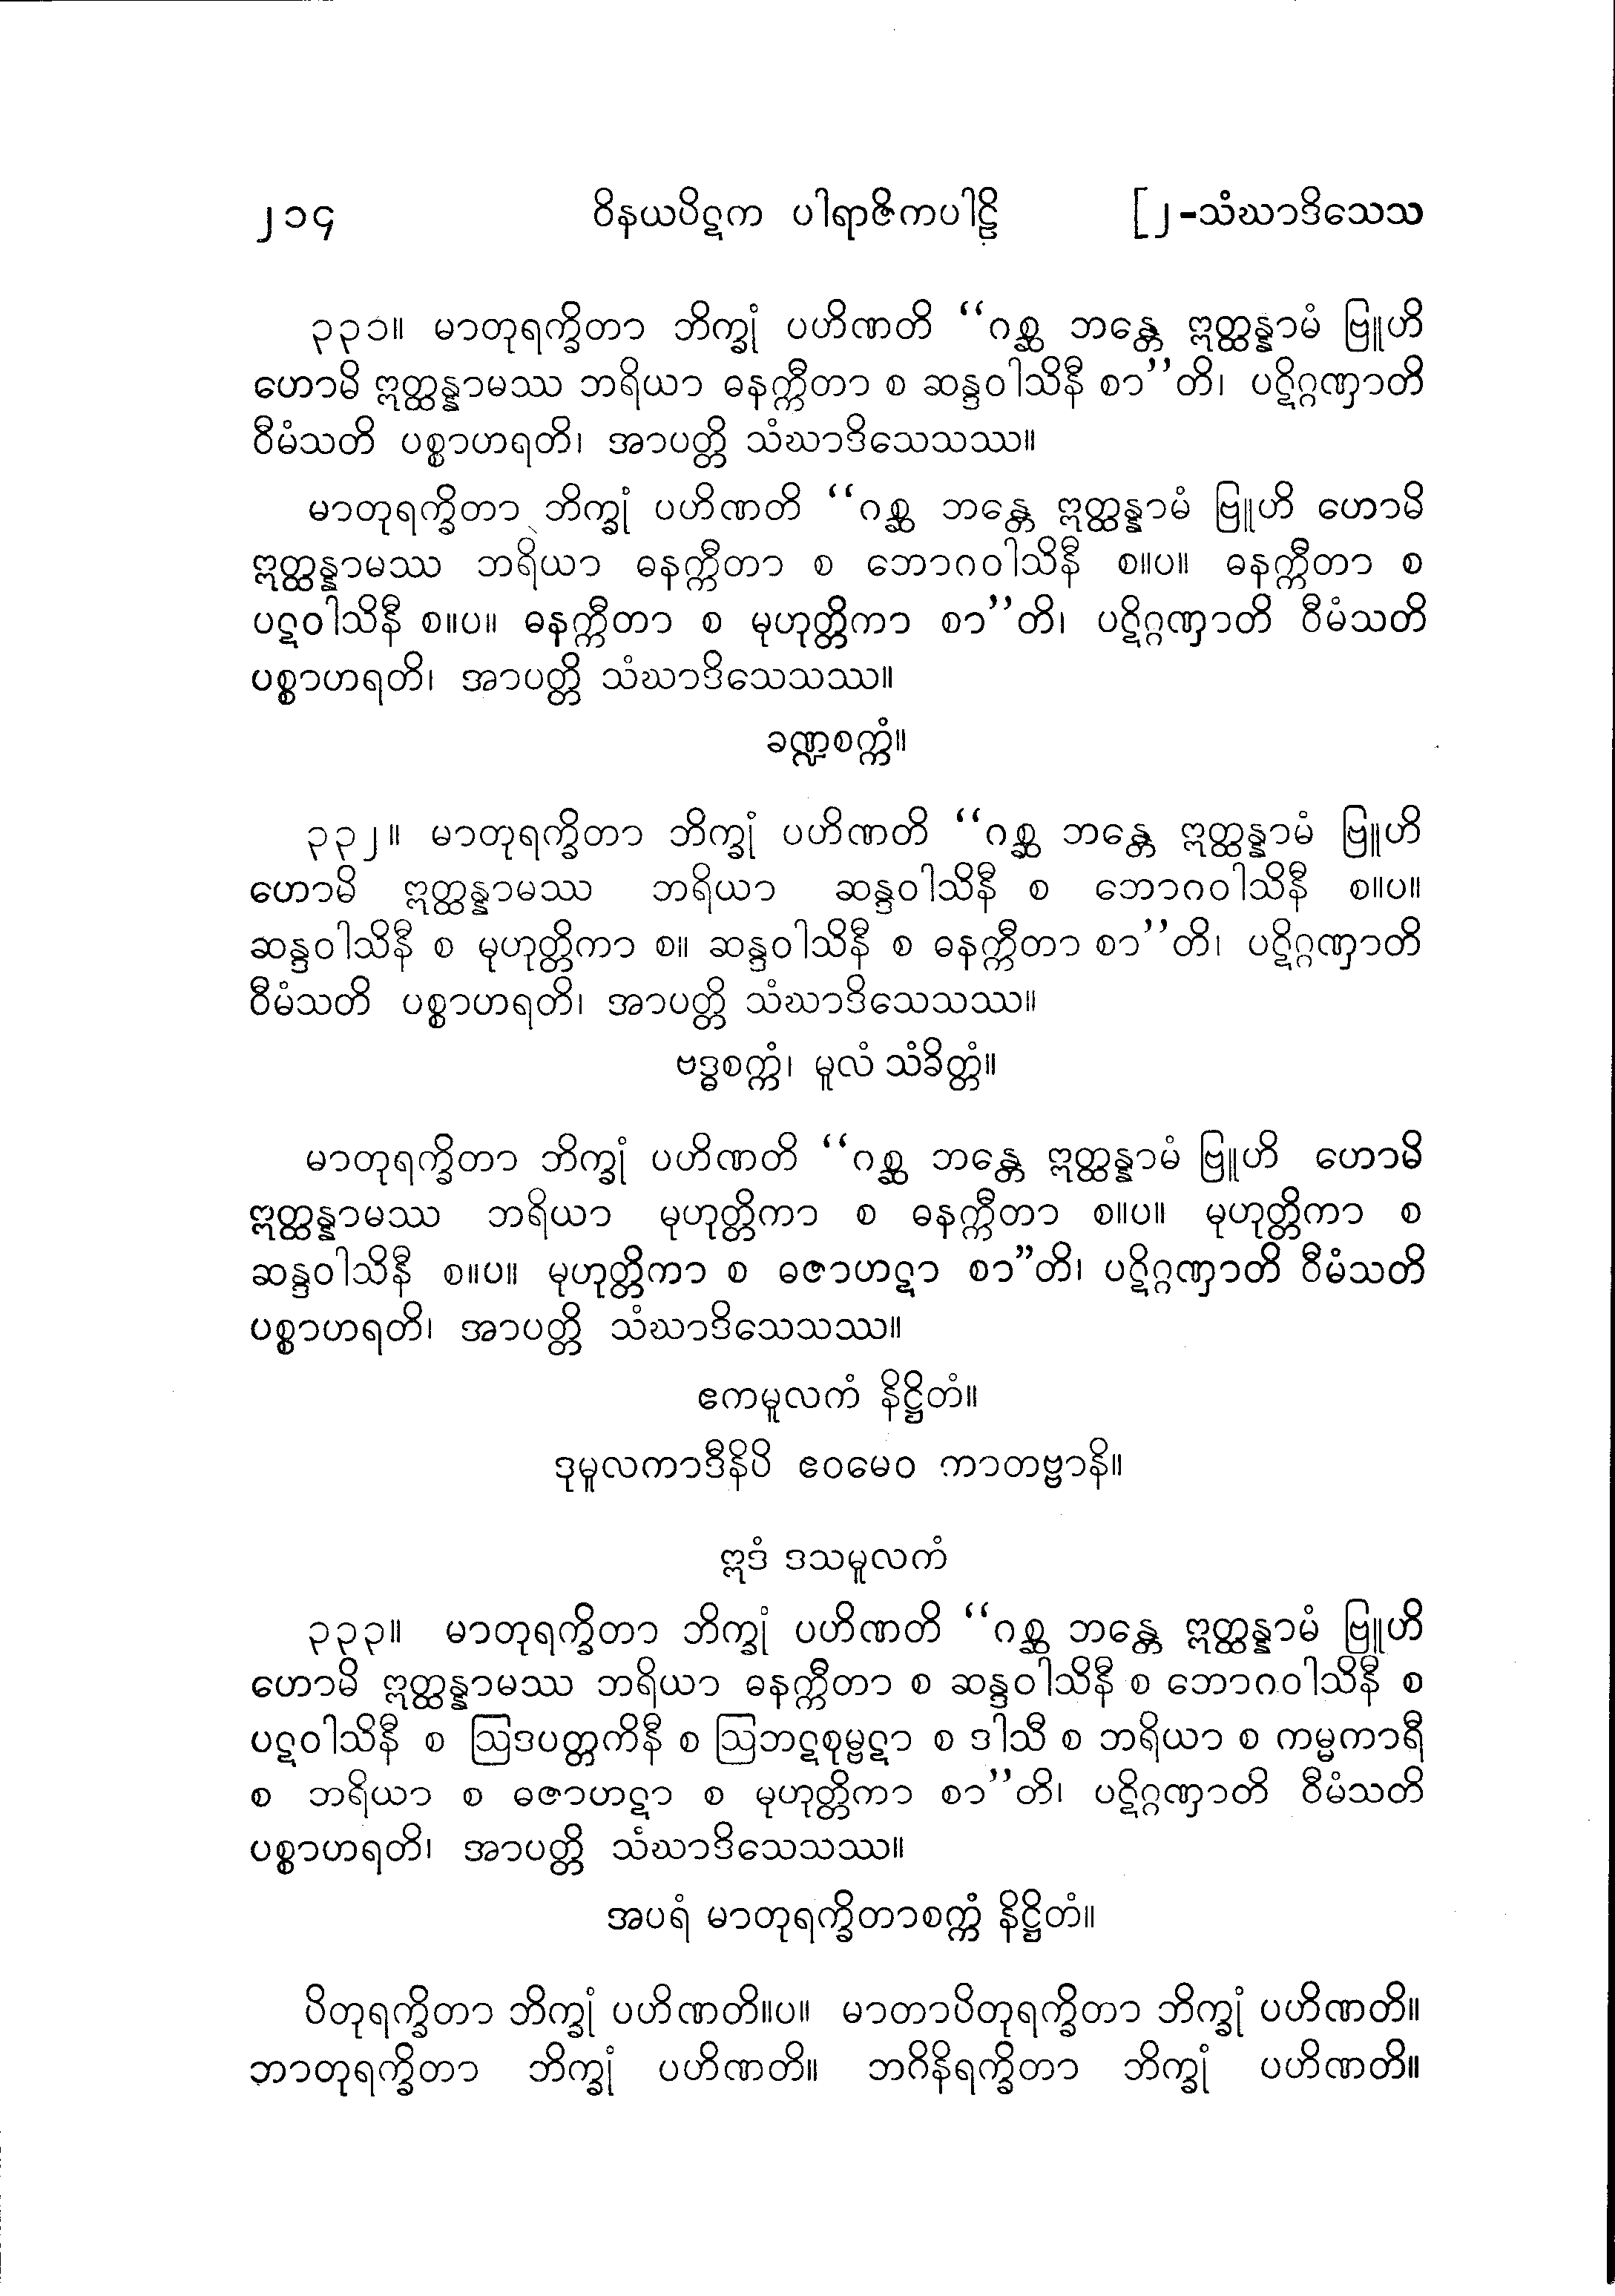 ၂၁၄ ဝိနယပိဋက ပါရာဇိကပါဠိ [၂-သံဃာဒိသေသ
၃၃၁။ မာတုရက္ခိတာ ဘိက္ခုံ ပဟိဏတိ “ဂစ္ဆ ဘန္တေ ဣတ္ထန္နာမံ ဗြူဟိ
ဟောမိ ဣတ္ထန္နာမဿ ဘရိယာ ဓနက္ကီတာ စ ဆန္ဒဝါသိနီ စာ”တိ၊ ပဋိဂ္ဂဏှာတိ
ဝီမံသတိ ပစ္စာဟရတိ၊ အာပတ္တိ သံဃာဒိသေသဿ။
မာတုရက္ခိတာ ဘိက္ခုံ ပဟိဏတိ “ဂစ္ဆ ဘန္တေ ဣတ္ထန္နာမံ ဗြူဟိ ဟောမိ
ဣတ္ထန္နာမဿ ဘရိယာ ဓနက္ကီတာ စ ဘောဂဝါသိနီ စ။ပ။ ဓနက္ကီတာ စ
ပဋဝါသိနီ စ။ပ။ ဓနက္ကီတာ စ မုဟုတ္တိကာ စာ”တိ၊ ပဋိဂ္ဂဏှာတိ ဝီမံသတိ
ပစ္စာဟရတိ၊ အာပတ္တိ သံဃာဒိသေသဿ။
ခဏ္ဍစက္ကံ။
၃၃၂။ မာတုရက္ခိတာ ဘိက္ခုံ ပဟိဏတိ “ဂစ္ဆ ဘန္တေ ဣတ္ထန္နာမံ ဗြူဟိ
ဟောမိ ဣတ္ထန္နာမဿ ဘရိယာ ဆန္ဒဝါသိနီ စ ဘောဂဝါသိနီ စ။ပ။
ဆန္ဒဝါသိနီ စ မုဟုတ္တိကာ စ။ ဆန္ဒဝါသိနီ စ ဓနက္ကီတာ စာ”တိ၊ ပဋိဂ္ဂဏှာတိ
ဝီမံသတိ ပစ္စာဟရတိ၊ အာပတ္တိ သံဃာဒိသေသဿ။
ဗဒ္ဓစက္ကံ၊ မူလံ သံခိတ္တံ။
မာတုရက္ခိတာ ဘိက္ခုံ ပဟိဏတိ “ဂစ္ဆ ဘန္တေ ဣတ္ထန္နာမံ ဗြူဟိ ဟောမိ
ဣတ္ထန္နာမဿ ဘရိယာ မုဟုတ္တိကာ စ ဓနက္ကီတာ စ။ပ။ မုဟုတ္တိကာ စ
ဆန္ဒဝါသိနီ စ။ပ။ မုဟုတ္တိကာ စ ဓဇာဟဋာ စာ”တိ၊ ပဋိဂ္ဂဏှာတိ ဝီမံသတိ
ပစ္စာဟရတိ၊ အာပတ္တိ သံဃာဒိသေသဿ။
ဧကမူလကံ နိဋ္ဌိတံ။
ဒုမူလကာဒီနိပိ ဧဝမေဝ ကာတဗ္ဗာနိ။
ဣဒံ ဒသမူလကံ
၃၃၃။ မာတုရက္ခိတာ ဘိက္ခုံ ပဟိဏတိ “ဂစ္ဆ ဘန္တေ ဣတ္ထန္နာမံ ဗြူဟိ
ဟောမိ ဣတ္ထန္နာမဿ ဘရိယာ ဓနက္ကီတာ စ ဆန္ဒဝါသိနီ စ ဘောဂဝါသိနီ စ
ပဋဝါသိနီ စ ဩဒပတ္တကိနီ စ ဩဘဋစုမ္ဗဋာ စ ဒါသီ စ ဘရိယာ စ ကမ္မကာရီ
စ ဘရိယာ စ ဓဇာဟဋာ စ မုဟုတ္တိကာ စာ”တိ၊ ပဋိဂ္ဂဏှာတိ ဝီမံသတိ
ပစ္စာဟရတိ၊ အာပတ္တိ သံဃာဒိသေသဿ။
အပရံ မာတုရက္ခိတာစက္ကံ နိဋ္ဌိတံ။
ပိတုရက္ခိတာ ဘိက္ခုံ ပဟိဏတိ။ပ။ မာတာပိတုရက္ခိတာ ဘိက္ခုံ ပဟိဏတိ။
ဘာတုရက္ခိတာ ဘိက္ခုံ ပဟိဏတိ။ ဘဂိနိရက္ခိတာ ဘိက္ခုံ ပဟိဏတိ။